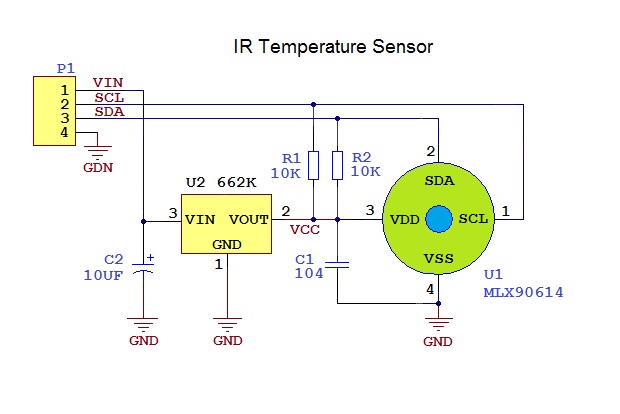 IR Temperature Sensor
P1
1 VIN
2 SCL
3 SDA
4
GDN
R1
10K
R2
10K
U2 662K
3 VIN VOUT 2
GND
1
VCC
C2 +
10UF
C1
104
2
SDA
3 VDD SCL 1
VSS
4
U1
MLX90614
GND
GND
GND